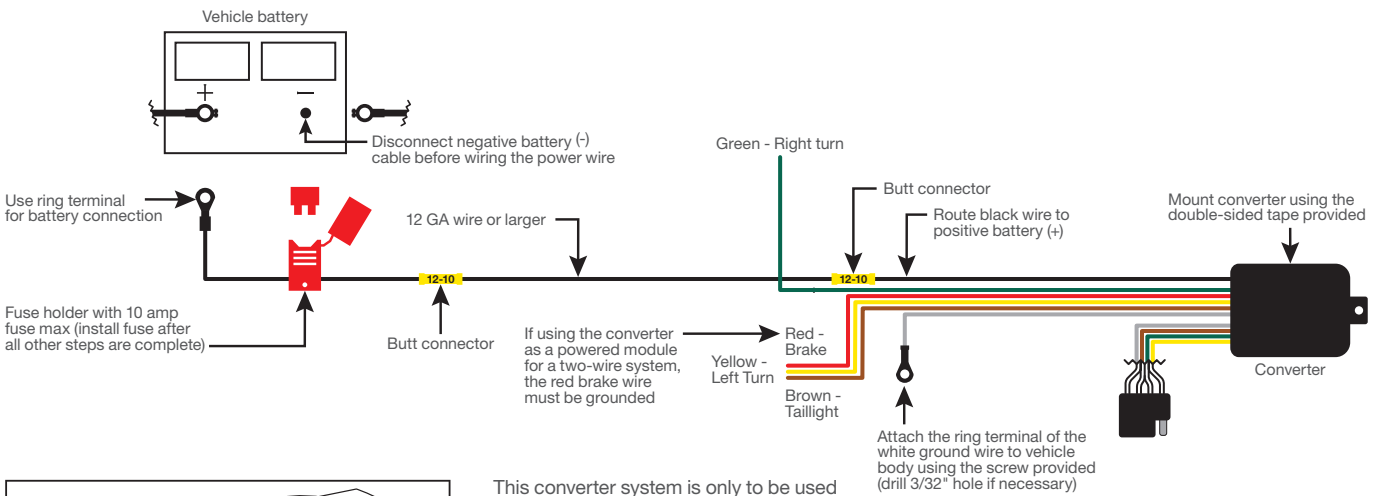 Vehicle battery
+
–
Disconnect negative battery (-)
cable before wiring the power wire
Use ring terminal
for battery connection
12 GA wire or larger
Green - Right turn
Butt connector
Route black wire to
positive battery (+)
Mount converter using the
double-sided tape provided
12-10
12-10
Fuse holder with 10 amp
fuse max (install fuse after
all other steps are complete)
Butt connector
If using the converter
as a powered module
for a two-wire system,
the red brake wire
must be grounded
Red -
Brake
Yellow -
Left Turn
Brown -
Taillight
Converter
Attach the ring terminal of the
white ground wire to vehicle
body using the screw provided
(drill 3/32" hole if necessary)
This converter system is only to be used